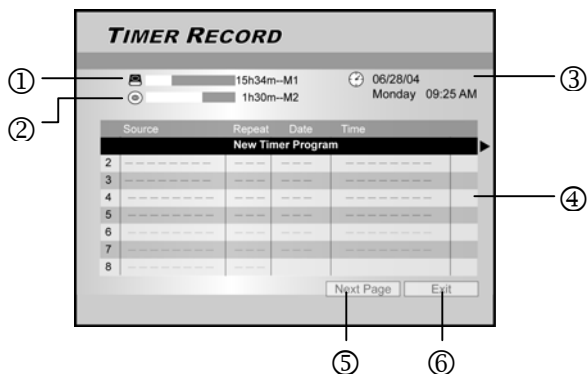 TIMER RECORD
① 15h34m--M1 06/28/04 ③
② 1h30m--M2 Monday 09:25 AM
Source Repeat Date Time
New Timer Program
2 -------- --- --- --------
3 -------- --- --- --------
4 -------- --- --- -------- ④
5 -------- --- --- --------
6 -------- --- --- --------
7 -------- --- --- --------
8 -------- --- --- --------
Next Page Exit
⑤ ⑥